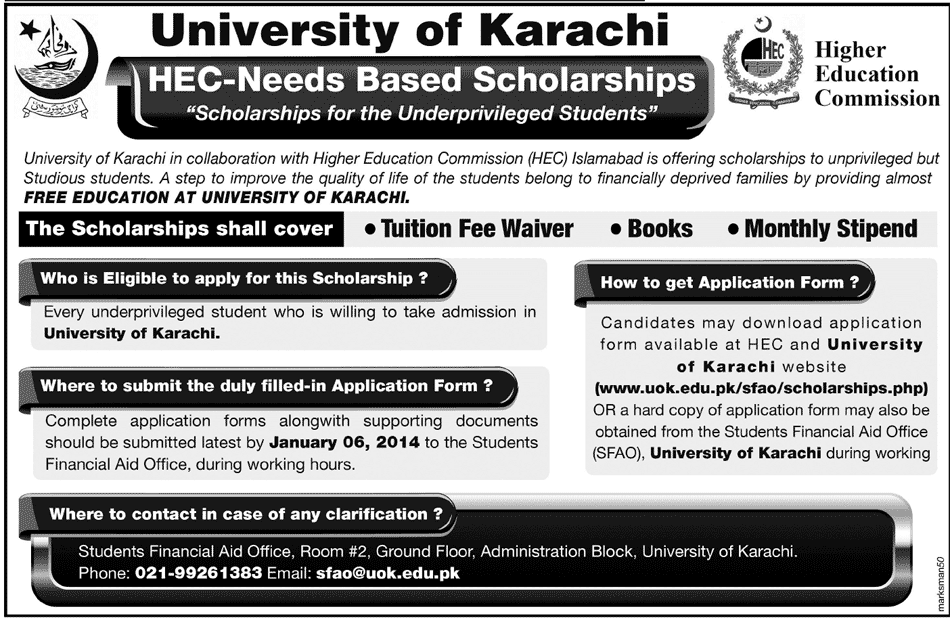 University of Karachi
HEC-Needs Based Scholarships
“Scholarships for the Underprivileged Students”
HEC
HIGHER EDUCATION COMMISSION
Higher
Education
Commission
University of Karachi in collaboration with Higher Education Commission (HEC) Islamabad is offering scholarships to unprivileged but
Studious students. A step to improve the quality of life of the students belong to financially deprived families by providing almost
FREE EDUCATION AT UNIVERSITY OF KARACHI.
The Scholarships shall cover • Tuition Fee Waiver • Books • Monthly Stipend
Who is Eligible to apply for this Scholarship ?
Every underprivileged student who is willing to take admission in
University of Karachi.
Where to submit the duly filled-in Application Form ?
Complete application forms alongwith supporting documents
should be submitted latest by January 06, 2014 to the Students
Financial Aid Office, during working hours.
How to get Application Form ?
Candidates may download application
form available at HEC and University
of Karachi website
(www.uok.edu.pk/sfao/scholarships.php)
OR a hard copy of application form may also be
obtained from the Students Financial Aid Office
(SFAO), University of Karachi during working
Where to contact in case of any clarification ?
Students Financial Aid Office, Room #2, Ground Floor, Administration Block, University of Karachi.
Phone: 021-99261383 Email: sfao@uok.edu.pk
marksman50